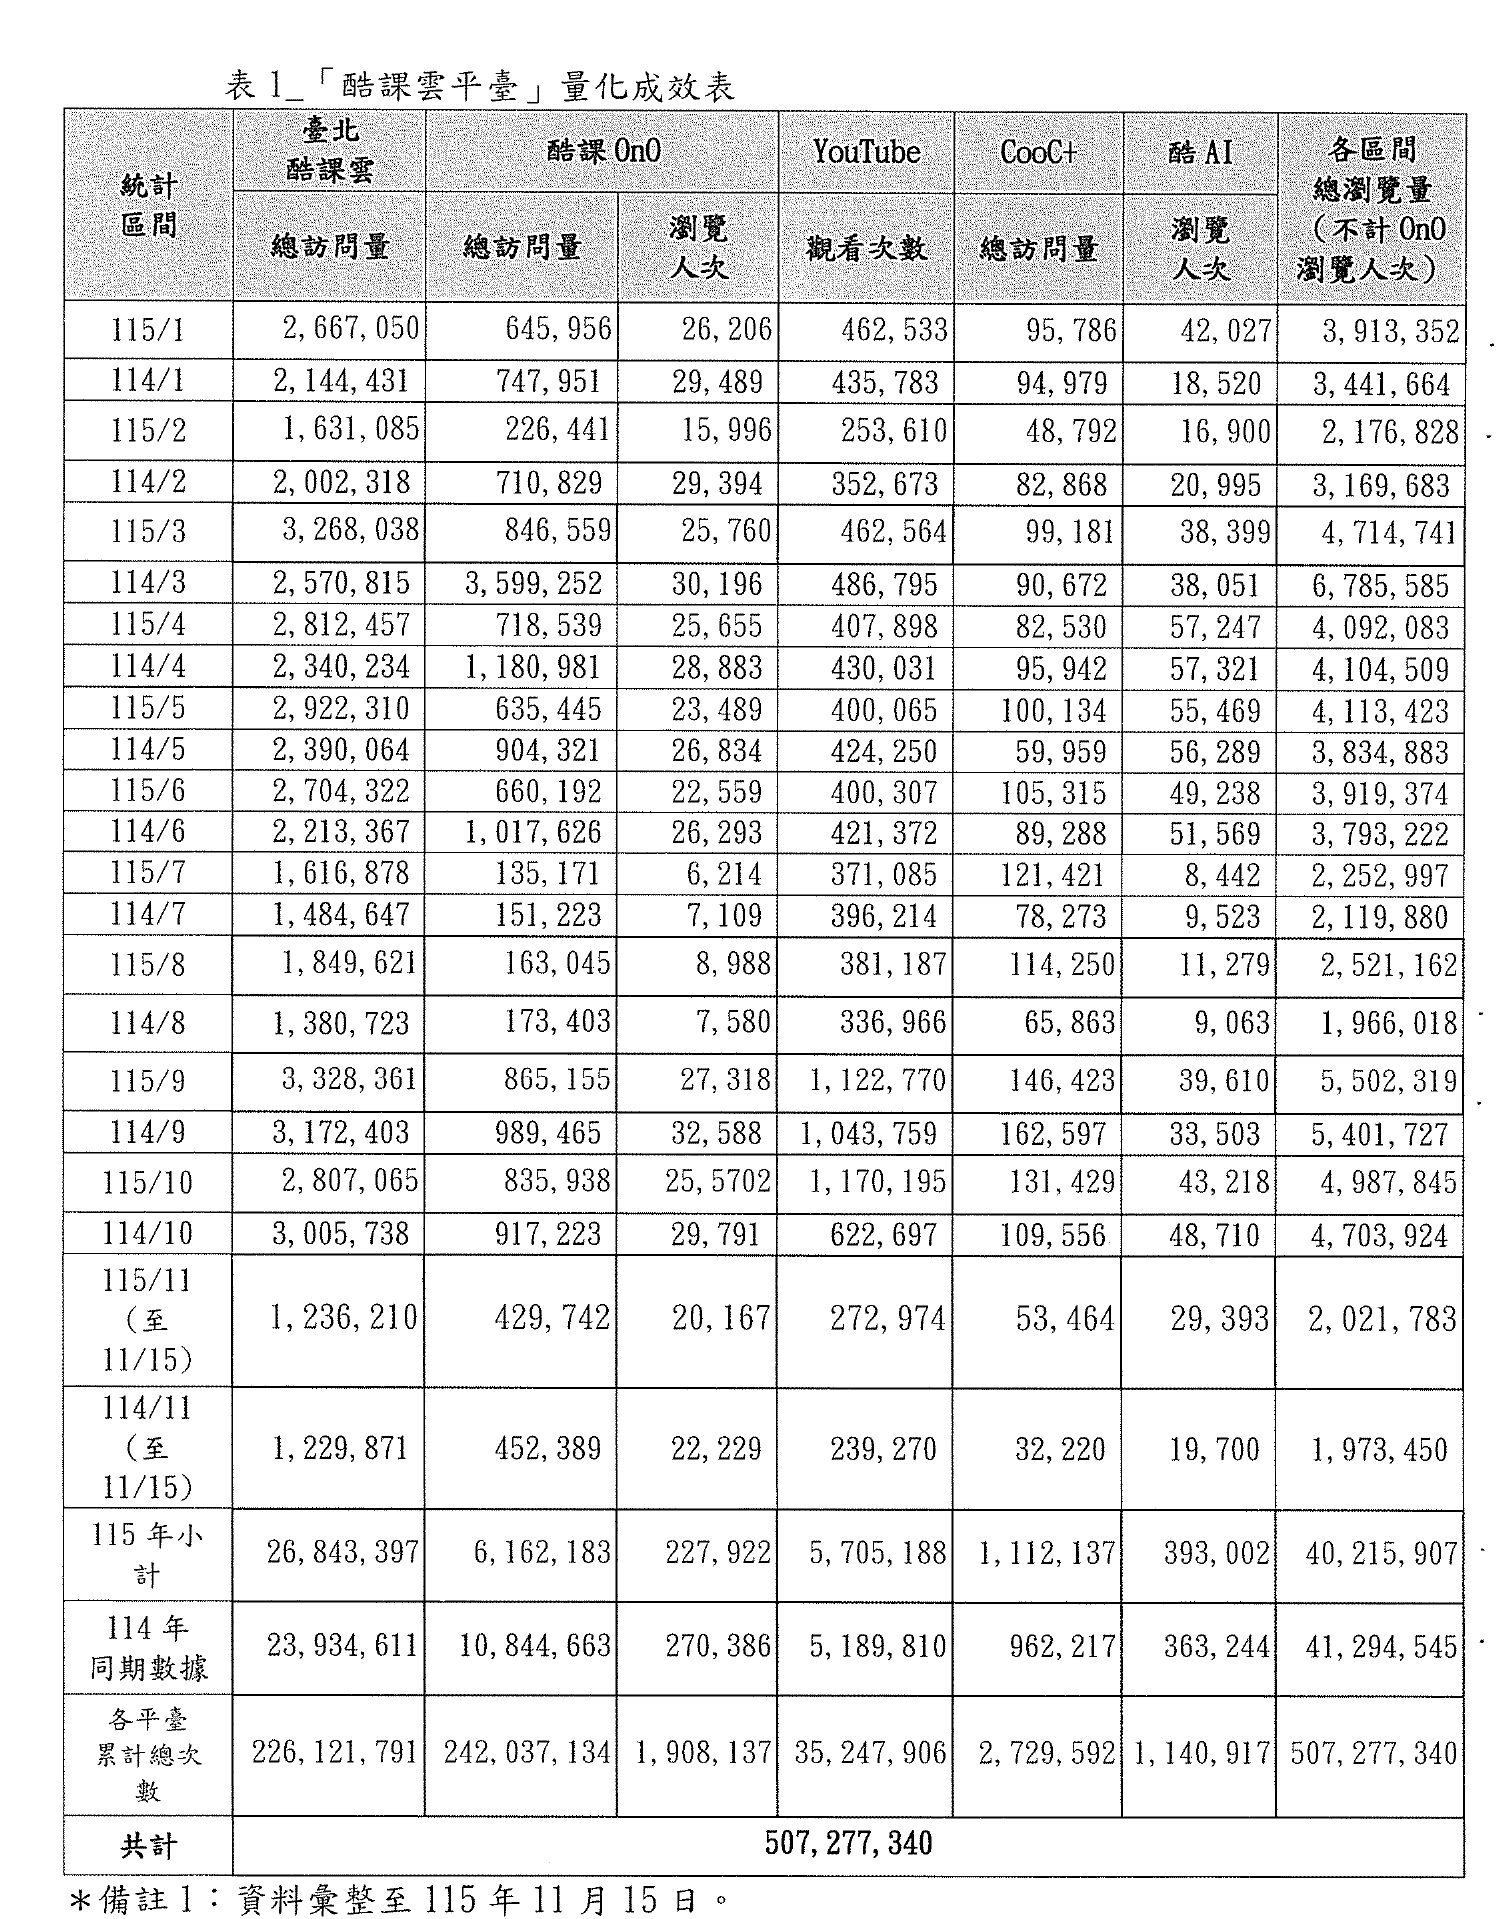 表 1_「酷課雲平臺」量化成效表
統計
區間
臺北
酷課雲
酷課 OnO
YouTube
CooC+
酷 AI
各區間
總瀏覽量
（不計 OnO
瀏覽人次）
總訪問量
總訪問量
瀏覽
人次
觀看次數
總訪問量
瀏覽
人次
115/1 2,667,050 645,956 26,206 462,533 95,786 42,027 3,913,352
114/1 2,144,431 747,951 29,489 435,783 94,979 18,520 3,441,664
115/2 1,631,085 226,441 15,996 253,610 48,792 16,900 2,176,828
114/2 2,002,318 710,829 29,394 352,673 82,868 20,995 3,169,683
115/3 3,268,038 846,559 25,760 462,564 99,181 38,399 4,714,741
114/3 2,570,815 3,599,252 30,196 486,795 90,672 38,051 6,785,585
115/4 2,812,457 718,539 25,655 407,898 82,530 57,247 4,092,083
114/4 2,340,234 1,180,981 28,883 430,031 95,942 57,321 4,104,509
115/5 2,922,310 635,445 23,489 400,065 100,134 55,469 4,113,423
114/5 2,390,064 904,321 26,834 424,250 59,959 56,289 3,834,883
115/6 2,704,322 660,192 22,559 400,307 105,315 49,238 3,919,374
114/6 2,213,367 1,017,626 26,293 421,372 89,288 51,569 3,793,222
115/7 1,616,878 135,171 6,214 371,085 121,421 8,442 2,252,997
114/7 1,484,647 151,223 7,109 396,214 78,273 9,523 2,119,880
115/8 1,849,621 163,045 8,988 381,187 114,250 11,279 2,521,162
114/8 1,380,723 173,403 7,580 336,966 65,863 9,063 1,966,018
115/9 3,328,361 865,155 27,318 1,122,770 146,423 39,610 5,502,319
114/9 3,172,403 989,465 32,588 1,043,759 162,597 33,503 5,401,727
115/10 2,807,065 835,938 25,5702 1,170,195 131,429 43,218 4,987,845
114/10 3,005,738 917,223 29,791 622,697 109,556 48,710 4,703,924
115/11
（至
11/15）
1,236,210 429,742 20,167 272,974 53,464 29,393 2,021,783
114/11
（至
11/15）
1,229,871 452,389 22,229 239,270 32,220 19,700 1,973,450
115 年小
計
26,843,397 6,162,183 227,922 5,705,188 1,112,137 393,002 40,215,907
114 年
同期數據
23,934,611 10,844,663 270,386 5,189,810 962,217 363,244 41,294,545
各平臺
累計總次
數
226,121,791 242,037,134 1,908,137 35,247,906 2,729,592 1,140,917 507,277,340
共計 507,277,340
＊備註 1：資料彙整至 115 年 11 月 15 日。